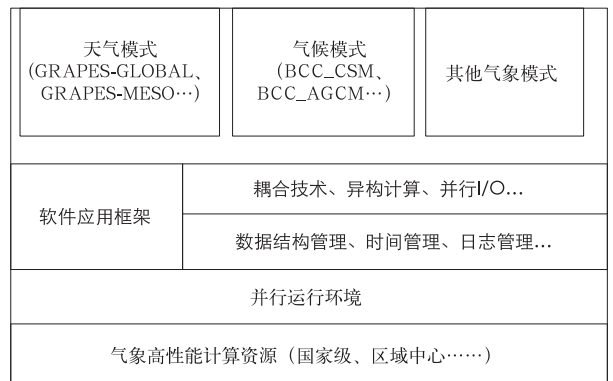 天气模式
(GRAPES-GLOBAL、
GRAPES-MESO…)
气候模式
(BCC_CSM、
BCC_AGCM…)
其他气象模式
软件应用框架
耦合技术、异构计算、并行I/O...
数据结构管理、时间管理、日志管理...
并行运行环境
气象高性能计算资源（国家级、区域中心……）